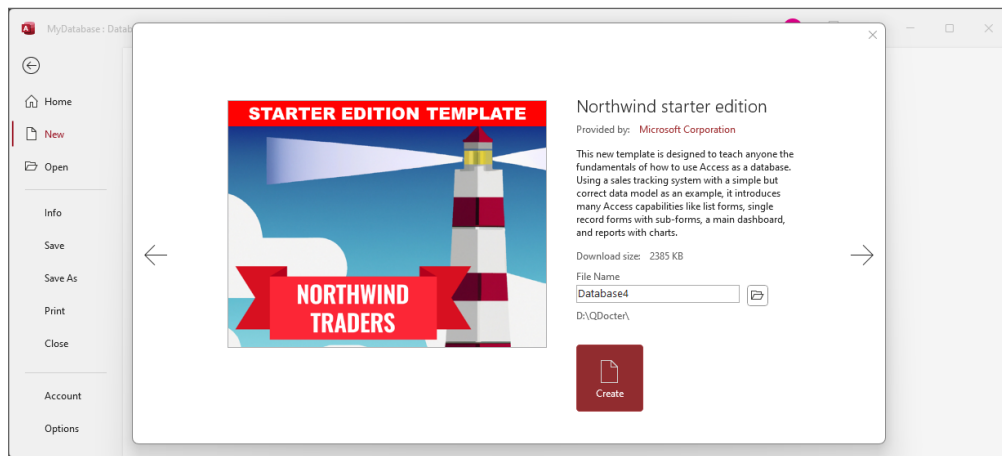 MyDatabase : Datab
Home
New
Open
Info
Save
Save As
Print
Close
Account
Options
STARTER EDITION TEMPLATE
NORTHWIND
TRADERS
Northwind starter edition
Provided by: Microsoft Corporation
This new template is designed to teach anyone the
fundamentals of how to use Access as a database.
Using a sales tracking system with a simple but
correct data model as an example, it introduces
many Access capabilities like list forms, single
record forms with sub-forms, a main dashboard,
and reports with charts.
Download size: 2385 KB
File Name
Database4
D:\QDocter\
Create